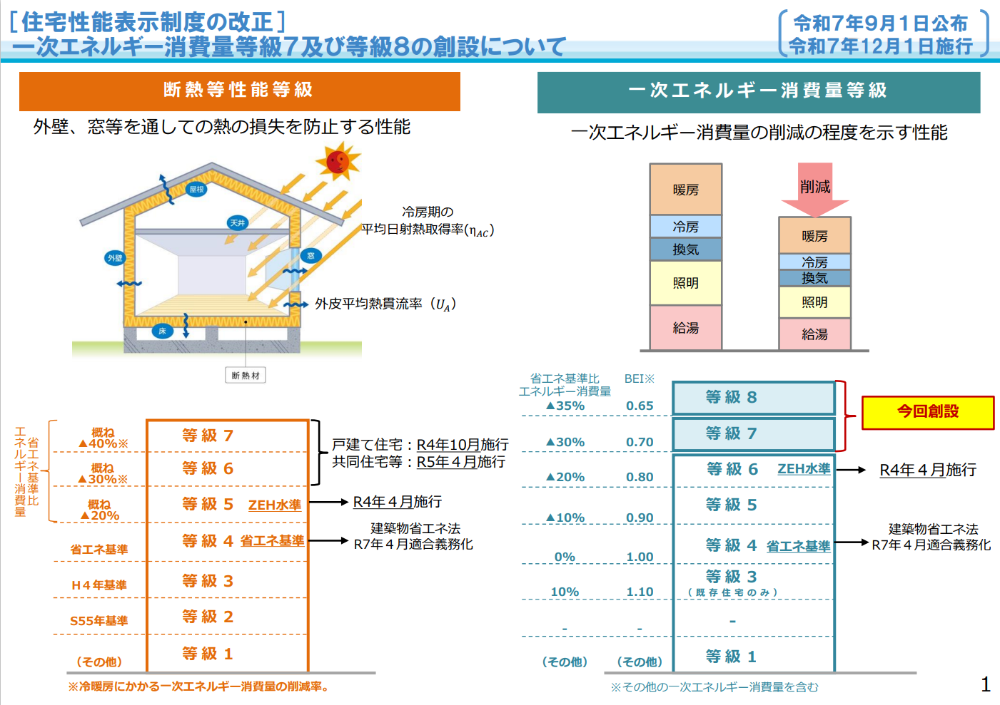 ［住宅性能表示制度の改正］
一次エネルギー消費量等級７及び等級８の創設について
令和７年９月１日公布
令和７年12月１日施行
断熱等性能等級
外壁、窓等を通しての熱の損失を防止する性能
屋根
天井
外壁
窓
床
断熱材
冷房期の
平均日射熱取得率(ηAC)
外皮平均熱貫流率（UA）
省エネ基準比
エネルギー消費量
概ね
▲40%※
等級７
概ね
▲30%※
等級６
概ね
▲20%
等級５ ZEH水準
省エネ基準
等級４ 省エネ基準
H４年基準
等級３
S55年基準
等級２
（その他）
等級１
戸建て住宅：R4年10月施行
共同住宅等：R5年４月施行
R4年４月施行
建築物省エネ法
R7年４月適合義務化
※冷暖房にかかる一次エネルギー消費量の削減率。
一次エネルギー消費量等級
一次エネルギー消費量の削減の程度を示す性能
暖房
冷房
換気
照明
給湯
削減
暖房
冷房
換気
照明
給湯
省エネ基準比
エネルギー消費量
BEI※
▲35% 0.65 等級８
▲30% 0.70 等級７
今回創設
▲20% 0.80 等級６ ZEH水準
R4年４月施行
▲10% 0.90 等級５
0% 1.00 等級４ 省エネ基準
建築物省エネ法
R7年４月適合義務化
10% 1.10 等級３
（既存住宅のみ）
- - -
（その他） （その他） 等級１
※その他の一次エネルギー消費量を含む
1